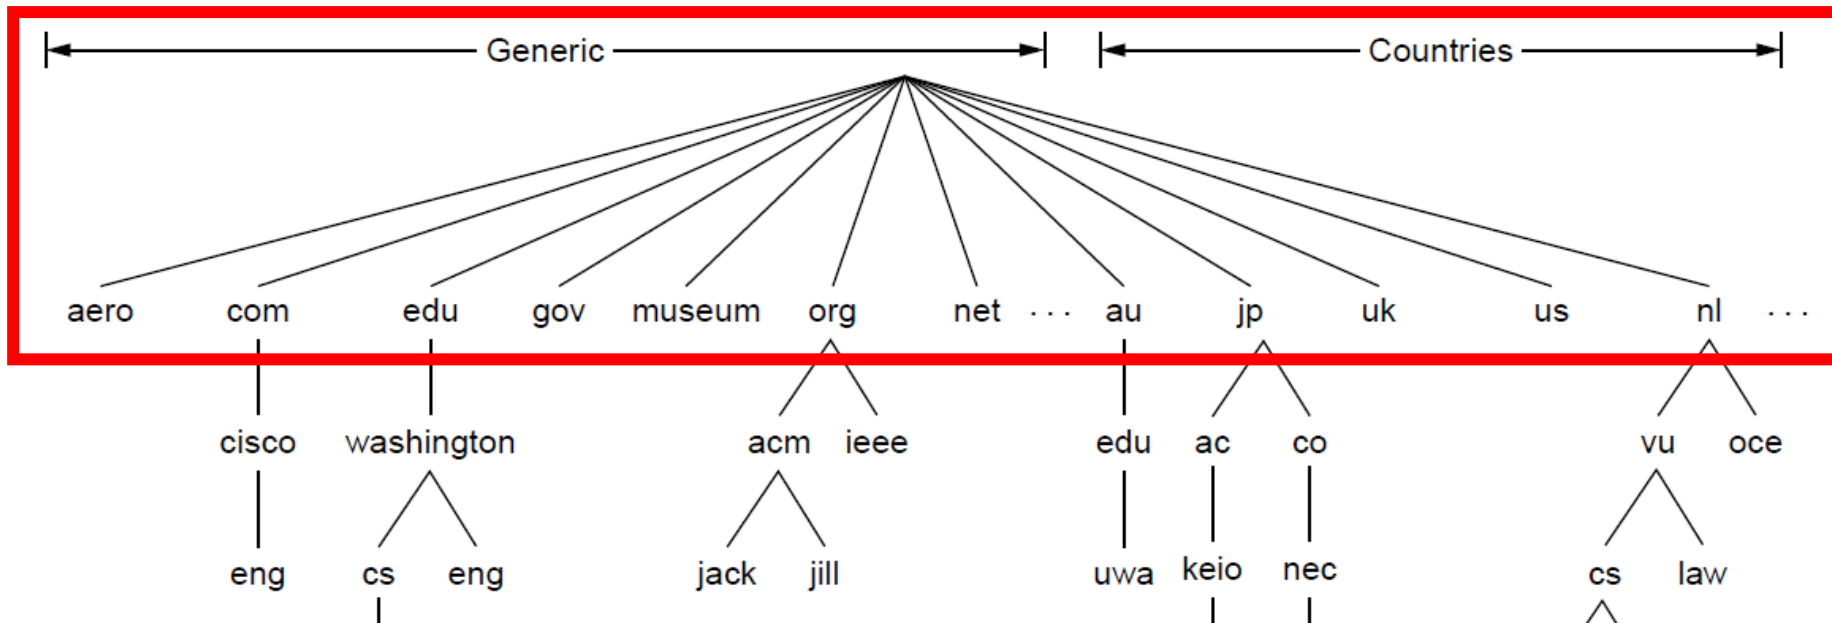 Generic Countries
aero com edu gov museum org net ... au jp uk us nl ...
cisco washington acm ieee edu ac co vu oce
eng cs eng jack jill uwa keio nec cs law